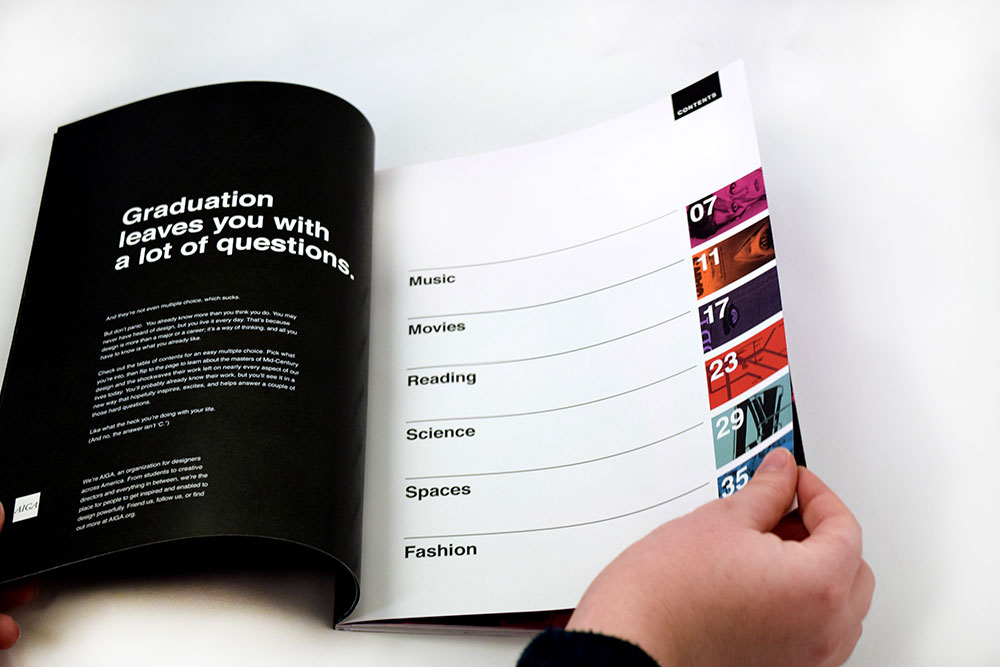 Graduation
leaves you with
a lot of questions.
And they're not even multiple choice, which sucks.
But don't panic. You already know more than you think you do. You may
never have heard of design, but you live it every day. That's because
design is more than a major or a career; it's a way of thinking, and all you
have to know is what you already like.
Check out the table of contents for an easy multiple choice. Pick what
you're into, then flip to the page to learn about the masters of Mid-Century
design and the shockwaves their work left on nearly every aspect of our
lives today. You'll probably already know their work, but you'll see it in a
new way that hopefully inspires, excites, and helps answer a couple of
those hard questions.
Like what the heck you're doing with your life.
(And no, the answer isn't 'C.')
We're AIGA, an organization for designers
across America. From students to creative
directors and everything in between, we're the
place for people to get inspired and enabled to
design powerfully. Friend us, follow us, or find
out more at AIGA.org.
AIGA
CONTENTS
Music 07
Movies 11
Reading 17
Science 23
Spaces 29
Fashion 35